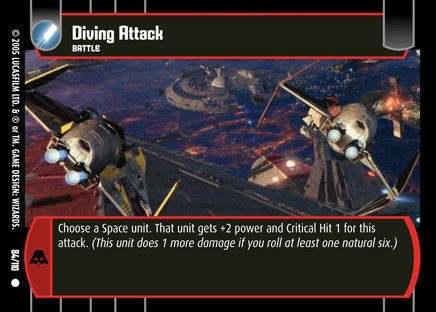 Diving Attack
BATTLE
Choose a Space unit. That unit gets +2 power and Critical Hit 1 for this
attack. (This unit does 1 more damage if you roll at least one natural six.)
© 2005 LUCASFILM LTD. & ® or TM. GAME DESIGN: WIZARDS.
84/110